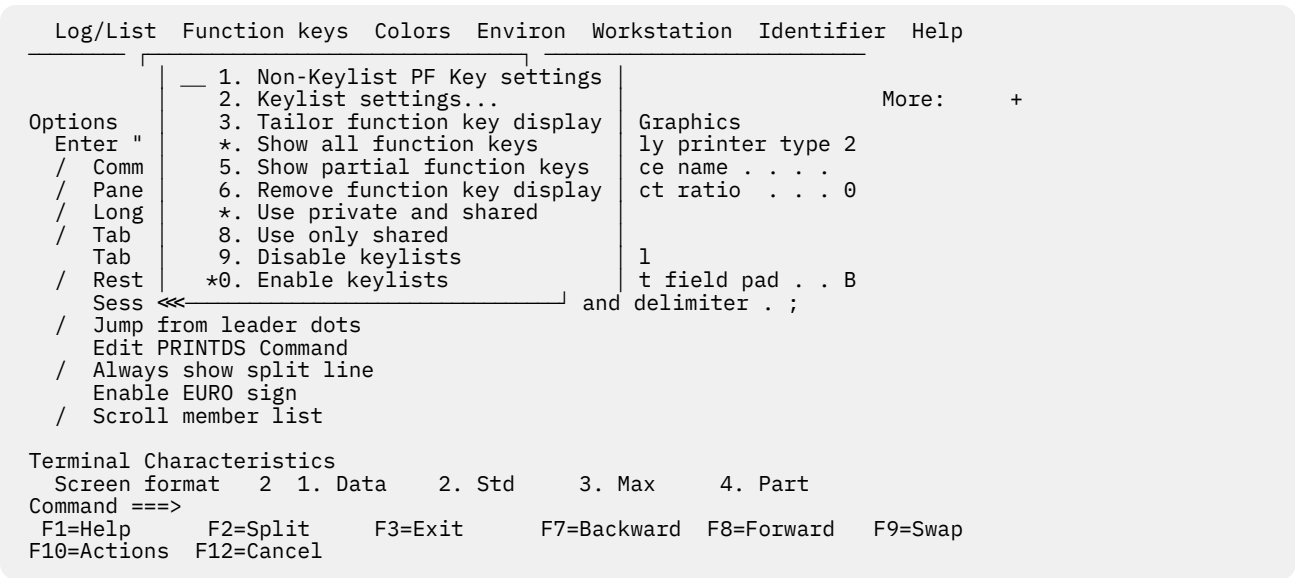 Log/List  Function keys  Colors  Environ  Workstation  Identifier  Help
__ 1. Non-Keylist PF Key settings
2. Keylist settings...                              More:     +
Options       3. Tailor function key display   Graphics
Enter "      *. Show all function keys        ly printer type 2
/  Comm      5. Show partial function keys    ce name . . . .
/  Pane      6. Remove function key display   ct ratio  . . . 0
/  Long      *. Use private and shared
/  Tab       8. Use only shared
Tab       9. Disable keylists              l
/  Rest     *0. Enable keylists               t field pad . . B
Sess <<< and delimiter . ;
/  Jump from leader dots
Edit PRINTDS Command
/  Always show split line
Enable EURO sign
/  Scroll member list
Terminal Characteristics
Screen format   2  1. Data    2. Std     3. Max     4. Part
Command ===>
F1=Help      F2=Split     F3=Exit      F7=Backward  F8=Forward   F9=Swap
F10=Actions  F12=Cancel